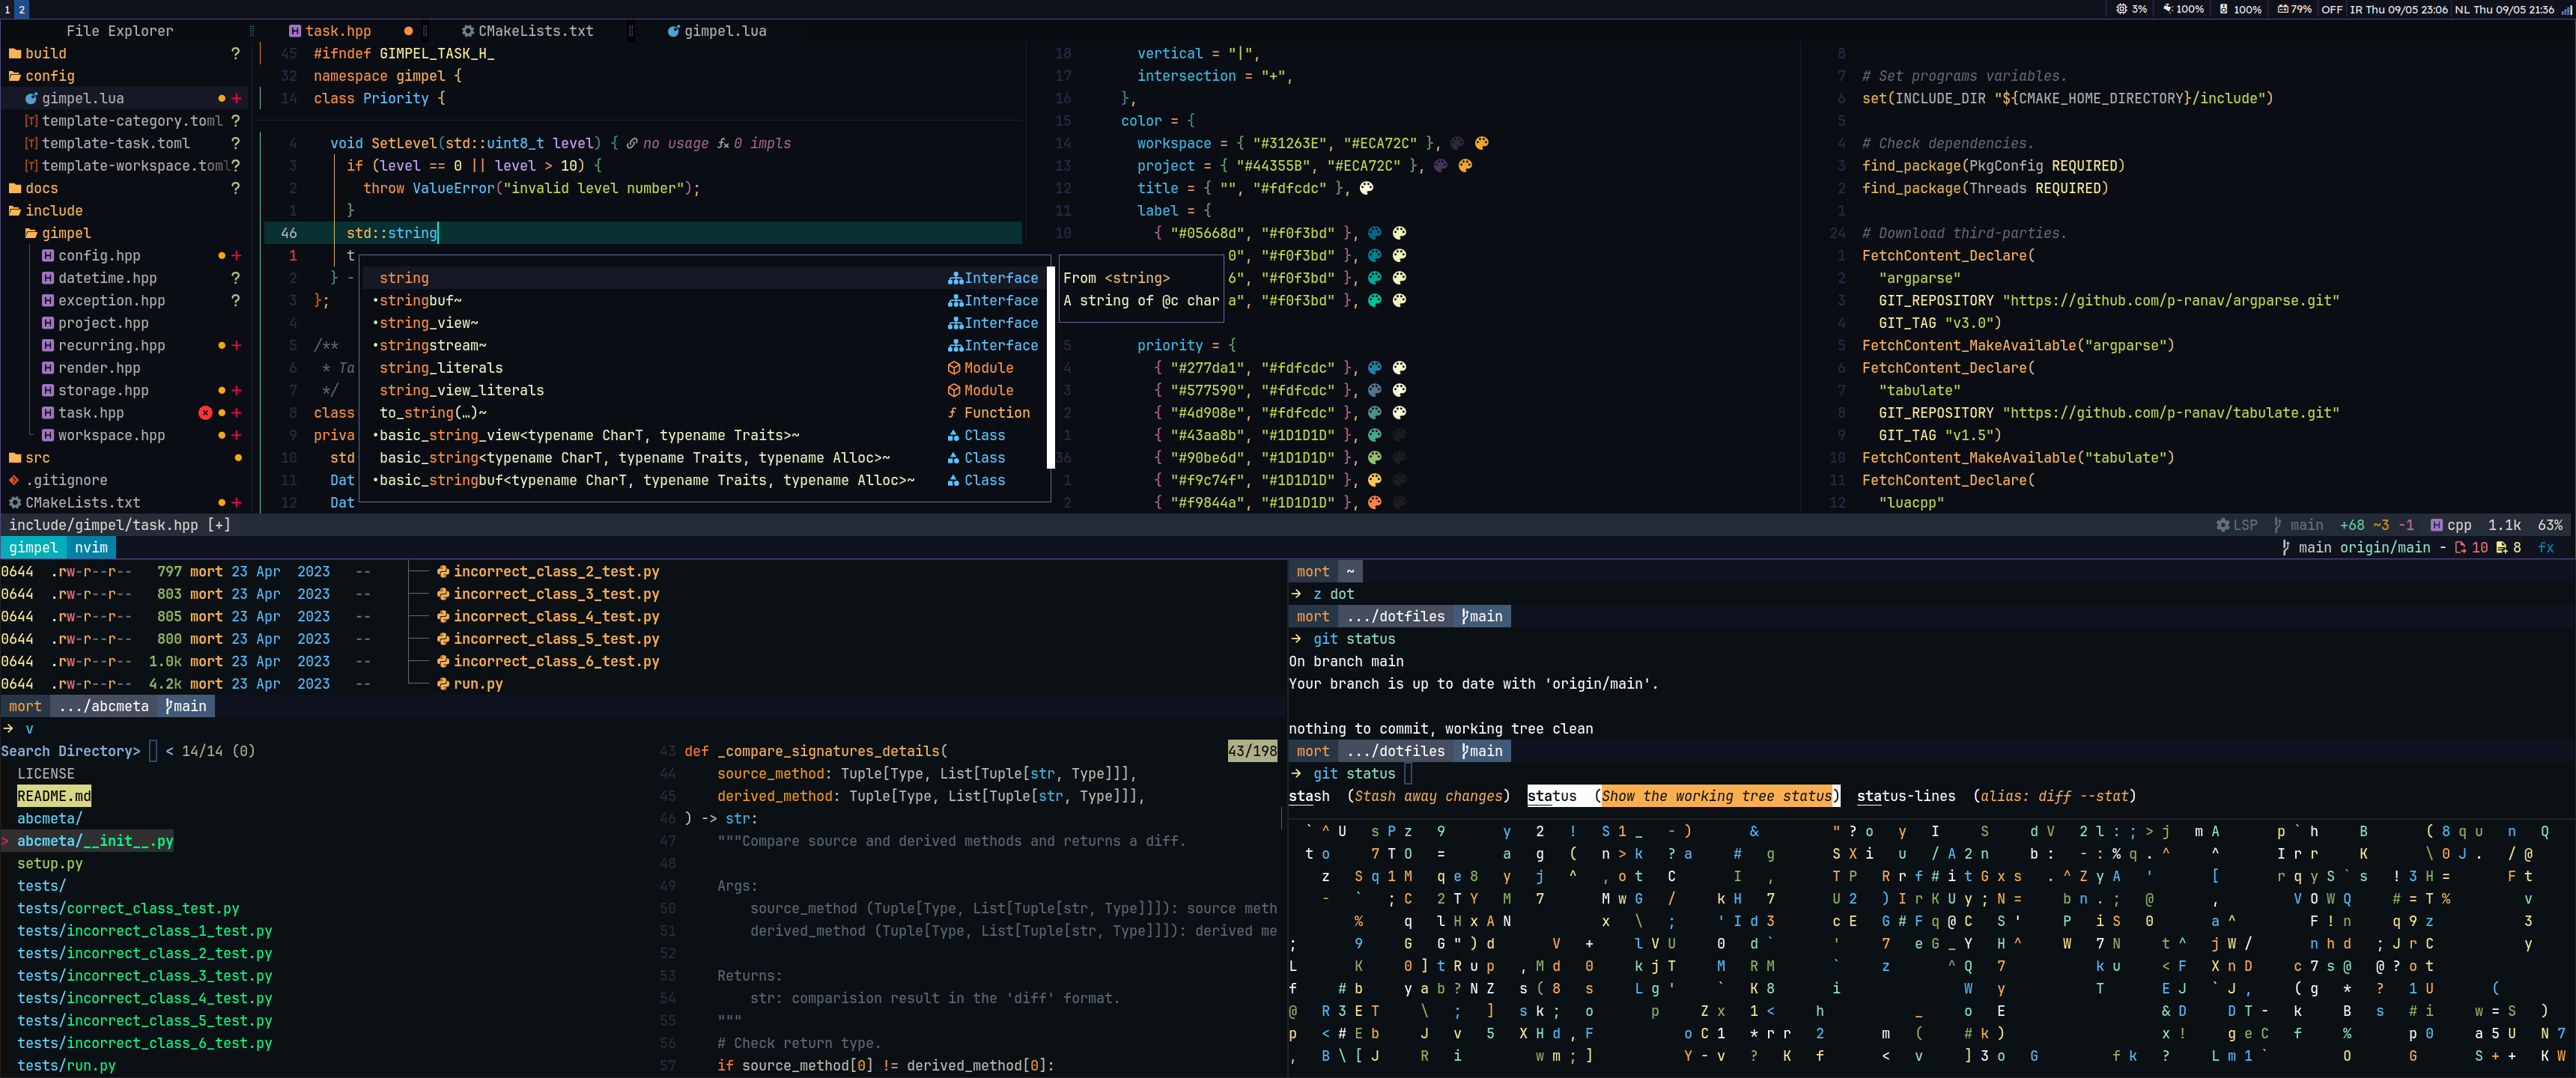 1 2 3% 100% 100% 79% OFF IR Thu 09/05 23:06 NL Thu 09/05 21:36
File Explorer
build ?
config
gimpel.lua
template-category.toml ?
template-task.toml ?
template-workspace.toml ?
docs ?
include
gimpel
config.hpp
datetime.hpp ?
exception.hpp ?
project.hpp
recurring.hpp
render.hpp
storage.hpp
task.hpp
workspace.hpp
src
.gitignore
CMakeLists.txt
task.hpp CMakeLists.txt gimpel.lua
45 #ifndef GIMPEL_TASK_H_
32 namespace gimpel {
14 class Priority {
4 void SetLevel(std::uint8_t level) { no usage 0 impls
3 if (level == 0 || level > 10) {
2 throw ValueError("invalid level number");
1 }
46 std::string
1 t
2 } -
3 };
4
5 /**
6 * Ta
7 */
8 class
9 priva
10 std
11 Dat
12 Dat
string Interface
•stringbuf~ Interface
•string_view~ Interface
•stringstream~ Interface
string_literals Module
string_view_literals Module
to_string(…)~ Function
•basic_string_view<typename CharT, typename Traits>~ Class
basic_string<typename CharT, typename Traits, typename Alloc>~ Class
•basic_stringbuf<typename CharT, typename Traits, typename Alloc>~ Class
From <string>
A string of @c char
18 vertical = "|",
17 intersection = "+",
16 },
15 color = {
14 workspace = { "#31263E", "#ECA72C" },
13 project = { "#44355B", "#ECA72C" },
12 title = { "", "#fdfcdc" },
11 label = {
10 { "#05668d", "#f0f3bd" },
0", "#f0f3bd" },
6", "#f0f3bd" },
a", "#f0f3bd" },
5 priority = {
4 { "#277da1", "#fdfcdc" },
3 { "#577590", "#fdfcdc" },
2 { "#4d908e", "#fdfcdc" },
1 { "#43aa8b", "#1D1D1D" },
36 { "#90be6d", "#1D1D1D" },
1 { "#f9c74f", "#1D1D1D" },
2 { "#f9844a", "#1D1D1D" },
8
7 # Set programs variables.
6 set(INCLUDE_DIR "${CMAKE_HOME_DIRECTORY}/include")
5
4 # Check dependencies.
3 find_package(PkgConfig REQUIRED)
2 find_package(Threads REQUIRED)
1
24 # Download third-parties.
1 FetchContent_Declare(
2 "argparse"
3 GIT_REPOSITORY "https://github.com/p-ranav/argparse.git"
4 GIT_TAG "v3.0")
5 FetchContent_MakeAvailable("argparse")
6 FetchContent_Declare(
7 "tabulate"
8 GIT_REPOSITORY "https://github.com/p-ranav/tabulate.git"
9 GIT_TAG "v1.5")
10 FetchContent_MakeAvailable("tabulate")
11 FetchContent_Declare(
12 "luacpp"
include/gimpel/task.hpp [+] LSP main +68 ~3 -1 cpp 1.1k 63%
gimpel nvim main origin/main - 10 8 fx
0644 .rw-r--r-- 797 mort 23 Apr 2023 -- incorrect_class_2_test.py
0644 .rw-r--r-- 803 mort 23 Apr 2023 -- incorrect_class_3_test.py
0644 .rw-r--r-- 805 mort 23 Apr 2023 -- incorrect_class_4_test.py
0644 .rw-r--r-- 800 mort 23 Apr 2023 -- incorrect_class_5_test.py
0644 .rw-r--r-- 1.0k mort 23 Apr 2023 -- incorrect_class_6_test.py
0644 .rw-r--r-- 4.2k mort 23 Apr 2023 -- run.py
mort .../abcmeta main
→ v
Search Directory> < 14/14 (0)
LICENSE
README.md
abcmeta/
> abcmeta/__init__.py
setup.py
tests/
tests/correct_class_test.py
tests/incorrect_class_1_test.py
tests/incorrect_class_2_test.py
tests/incorrect_class_3_test.py
tests/incorrect_class_4_test.py
tests/incorrect_class_5_test.py
tests/incorrect_class_6_test.py
tests/run.py
43 def _compare_signatures_details( 43/198
44 source_method: Tuple[Type, List[Tuple[str, Type]]],
45 derived_method: Tuple[Type, List[Tuple[str, Type]]],
46 ) -> str:
47 """Compare source and derived methods and returns a diff.
48
49 Args:
50 source_method (Tuple[Type, List[Tuple[str, Type]]]): source meth
51 derived_method (Tuple[Type, List[Tuple[str, Type]]]): derived me
52
53 Returns:
54 str: comparision result in the 'diff' format.
55 """
56 # Check return type.
57 if source_method[0] != derived_method[0]:
mort ~
→ z dot
mort .../dotfiles main
→ git status
On branch main
Your branch is up to date with 'origin/main'.
nothing to commit, working tree clean
mort .../dotfiles main
→ git status
stash (Stash away changes) status (Show the working tree status) status-lines (alias: diff --stat)